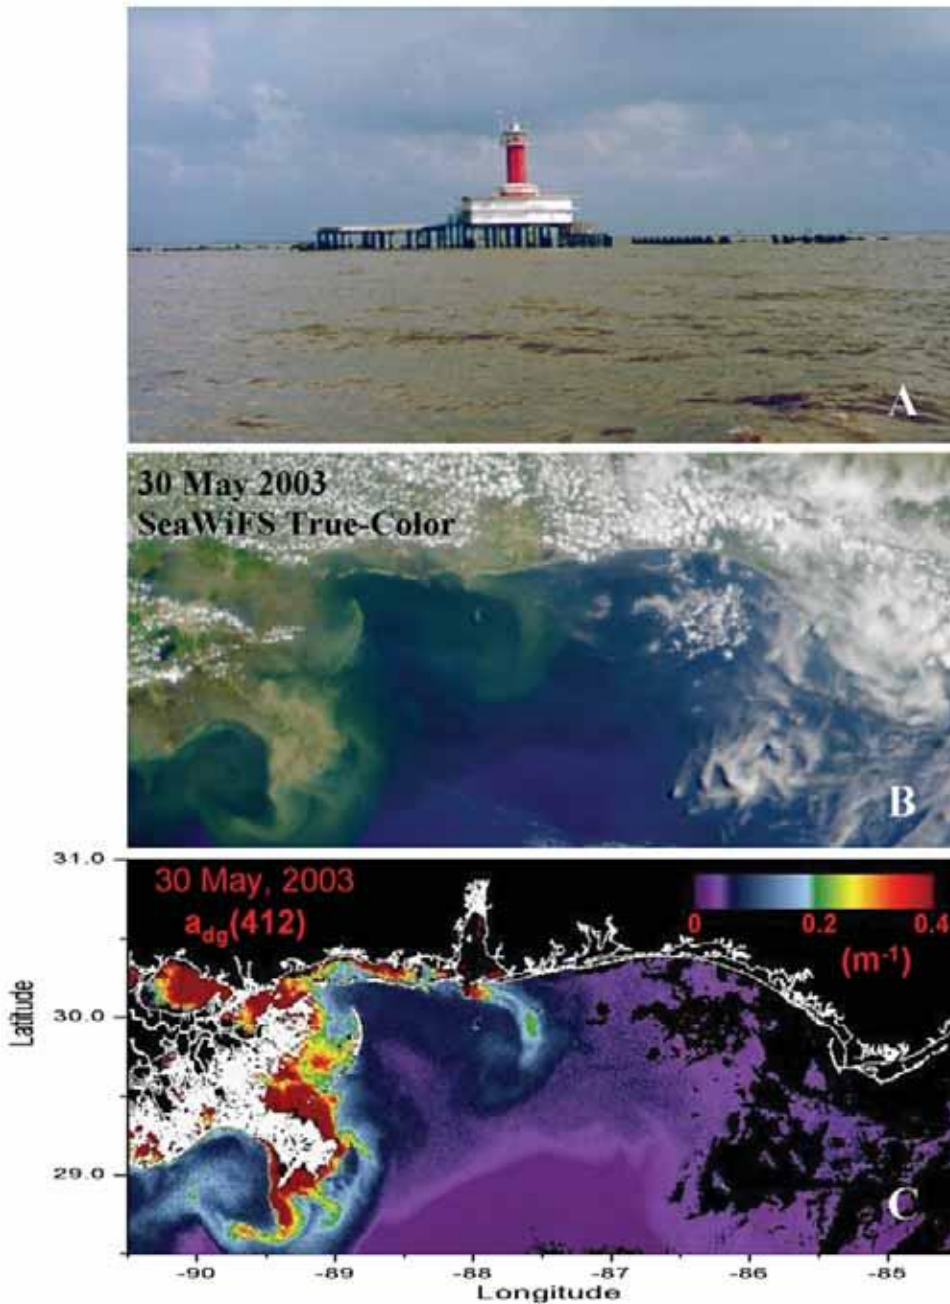 A
30 May 2003
SeaWiFS True-Color
B
31.0
30 May, 2003
a_dg(412)
0 0.2 0.4
(m⁻¹)
Latitude
30.0
29.0
C
-90 -89 -88 -87 -86 -85
Longitude